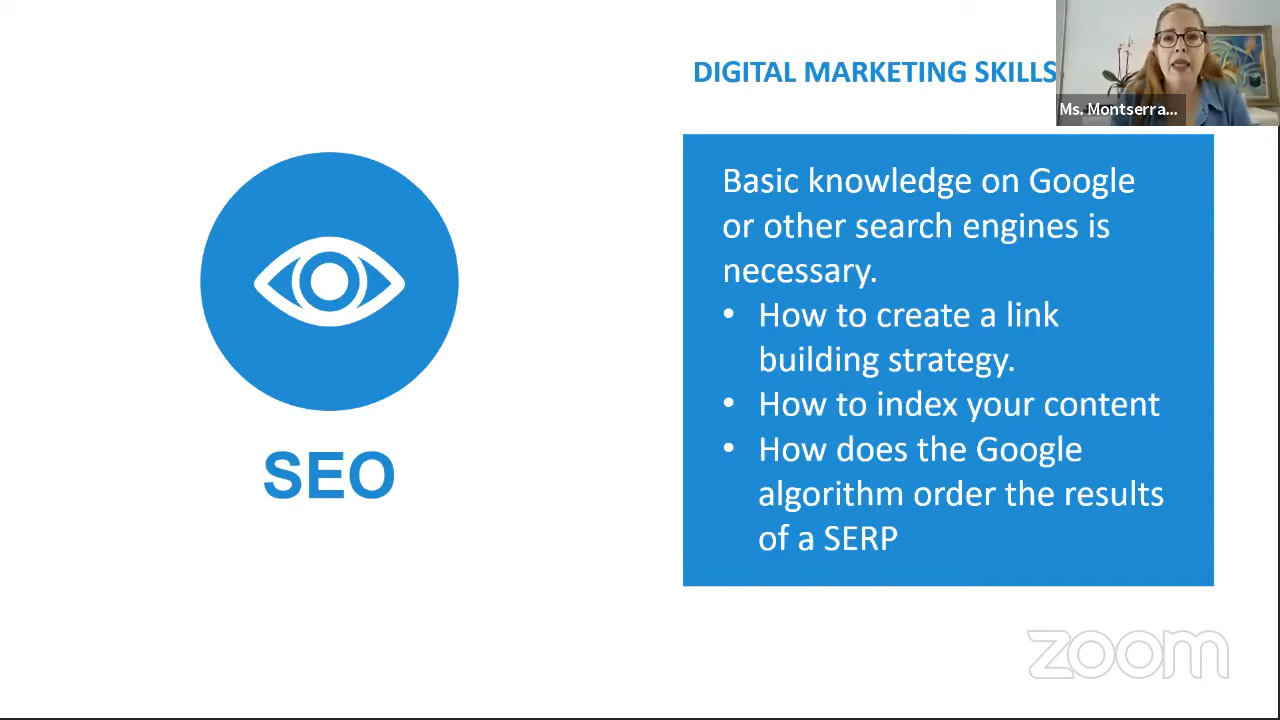 DIGITAL MARKETING SKILLS
Ms. Montserra...
Basic knowledge on Google
or other search engines is
necessary.
• How to create a link
building strategy.
• How to index your content
• How does the Google
algorithm order the results
of a SERP
SEO
zoom